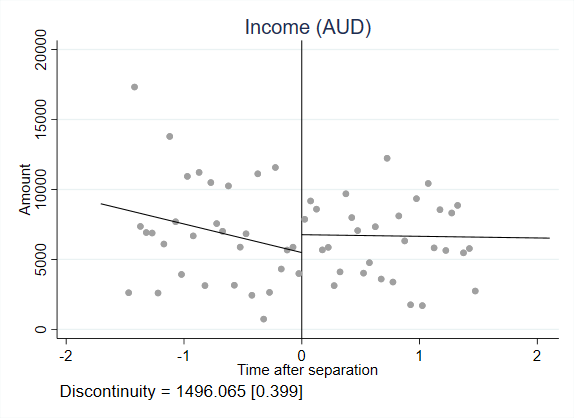 Income (AUD)
20000
15000
10000
5000
0
Amount
-2 -1 0 1 2
Time after separation
Discontinuity = 1496.065 [0.399]